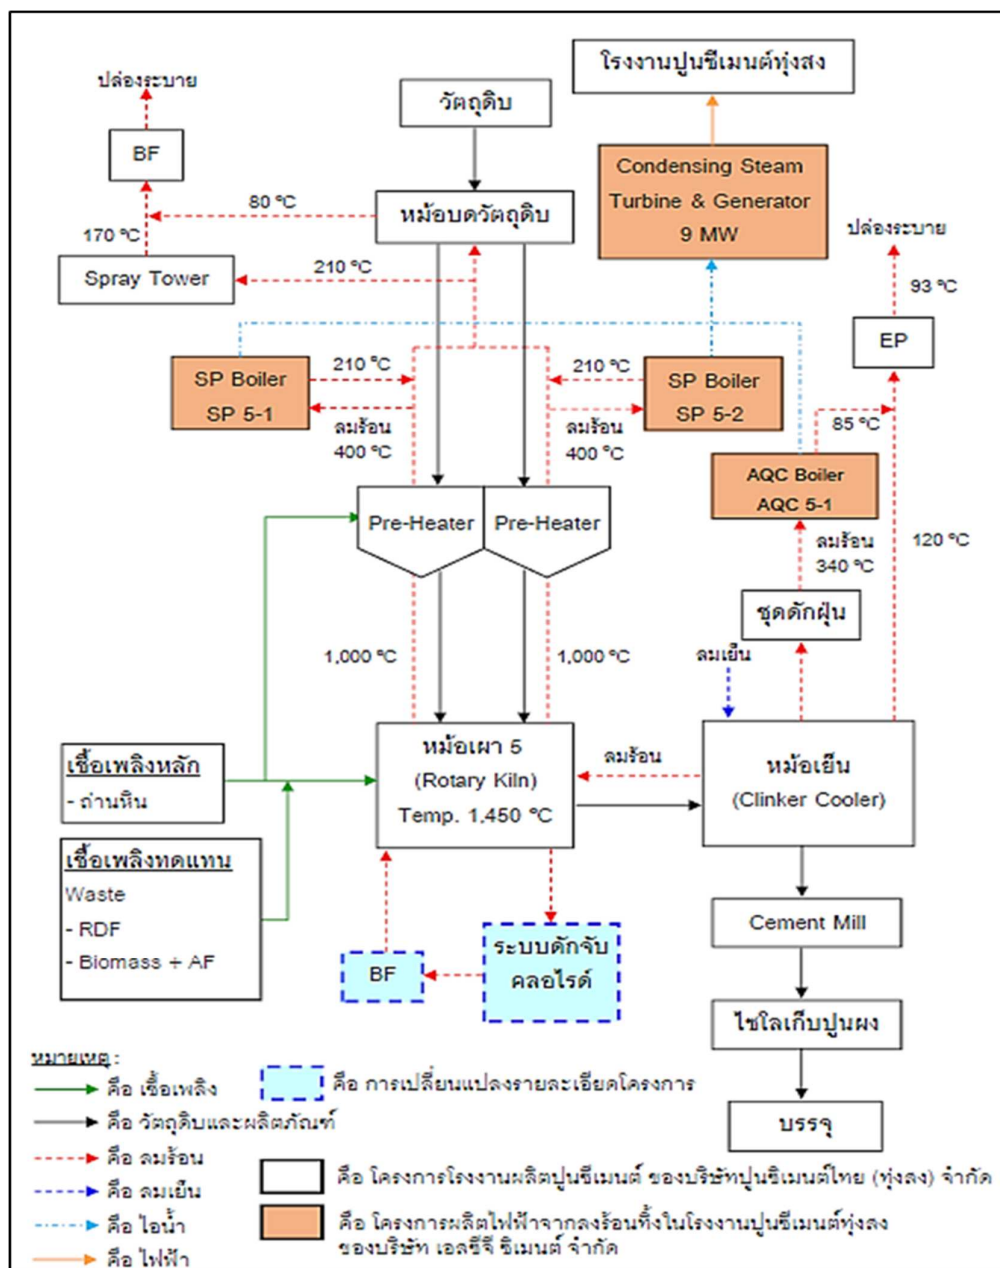 โรงงานปูนซีเมนต์ทุ่งสง
ปล่องระบาย
วัตถุดิบ
BF
Condensing Steam
Turbine & Generator
9 MW
80 °C
หม้อบดวัตถุดิบ
170 °C
ปล่องระบาย
Spray Tower
210 °C
93 °C
EP
SP Boiler
SP 5-1
210 °C
210 °C
SP Boiler
SP 5-2
ลมร้อน
400 °C
ลมร้อน
400 °C
85 °C
AQC Boiler
AQC 5-1
Pre-Heater
Pre-Heater
ลมร้อน
340 °C
120 °C
ชุดดักฝุ่น
1,000 °C
1,000 °C
ลมเย็น
เชื้อเพลิงหลัก
- ถ่านหิน
หม้อเผา 5
(Rotary Kiln)
Temp. 1,450 °C
ลมร้อน
หม้อเย็น
(Clinker Cooler)
เชื้อเพลิงทดแทน
Waste
- RDF
- Biomass + AF
BF
ระบบดักจับ
คลอไรด์
Cement Mill
ไซโลเก็บปูนผง
บรรจุ
หมายเหตุ :
คือ เชื้อเพลิง
คือ วัตถุดิบและผลิตภัณฑ์
คือ ลมร้อน
คือ ลมเย็น
คือ ไอน้ำ
คือ ไฟฟ้า
คือ การเปลี่ยนแปลงรายละเอียดโครงการ
คือ โครงการโรงงานผลิตปูนซีเมนต์ ของบริษัทปูนซิเมนต์ไทย (ทุ่งสง) จำกัด
คือ โครงการผลิตไฟฟ้าจากลงร้อนทิ้งในโรงงานปูนซีเมนต์ทุ่งสง
ของบริษัท เอสซีจี ซิเมนต์ จำกัด